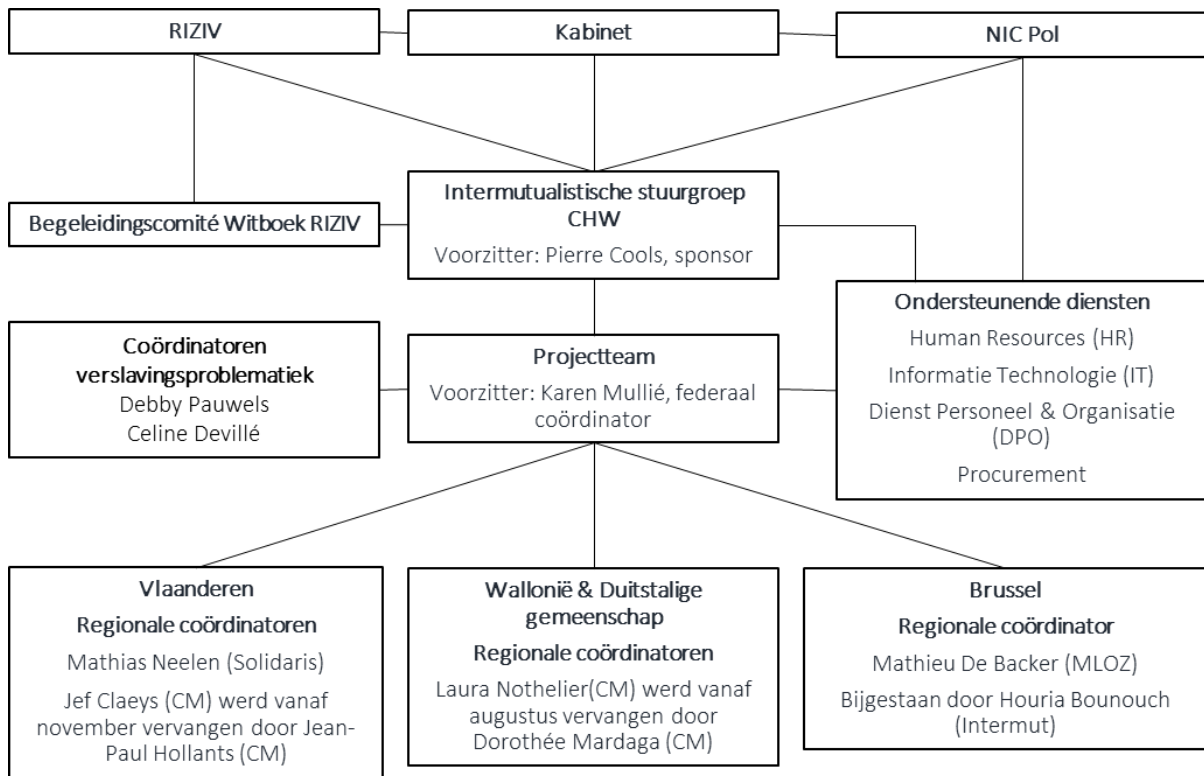 RIZIV
Kabinet
NIC Pol
Begeleidingscomité Witboek RIZIV
Intermutualistische stuurgroep
CHW
Voorzitter: Pierre Cools, sponsor
Ondersteunende diensten
Human Resources (HR)
Informatie Technologie (IT)
Dienst Personeel & Organisatie
(DPO)
Procurement
Coördinatoren
verslavingsproblematiek
Debby Pauwels
Celine Devillé
Projectteam
Voorzitter: Karen Mullié, federaal
coördinator
Vlaanderen
Regionale coördinatoren
Mathias Neelen (Solidaris)
Jef Claeys (CM) werd vanaf
november vervangen door Jean-
Paul Hollants (CM)
Wallonië & Duitstalige
gemeenschap
Regionale coördinatoren
Laura Nothelier(CM) werd vanaf
augustus vervangen door
Dorothée Mardaga (CM)
Brussel
Regionale coördinator
Mathieu De Backer (MLOZ)
Bijgestaan door Houria Bounouch
(Intermut)